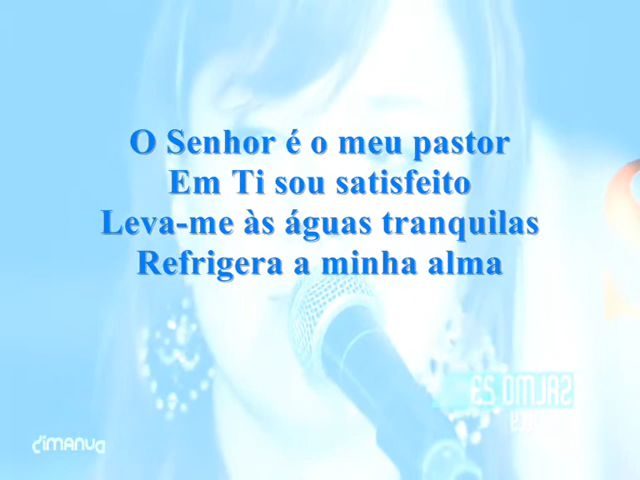 O Senhor é o meu pastor
Em Ti sou satisfeito
Leva-me às águas tranquilas
Refrigera a minha alma
SALMO 23